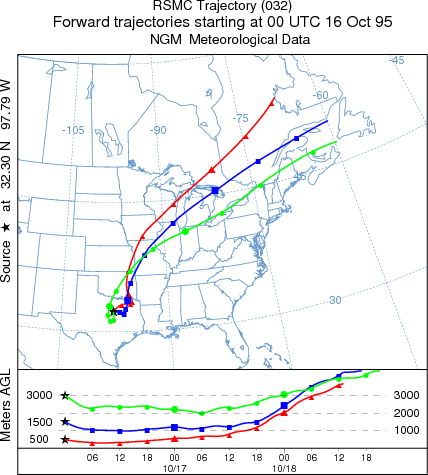 RSMC Trajectory (032)
Forward trajectories starting at 00 UTC 16 Oct 95
NGM Meteorological Data
Source ★ at 32.30 N 97.79 W
-45
-60
-75
-90
-105
45
30
Meters AGL
3000
1500
500
3000
2000
1000
06 12 18 00 06 12 18 00 06 12 18
10/17 10/18